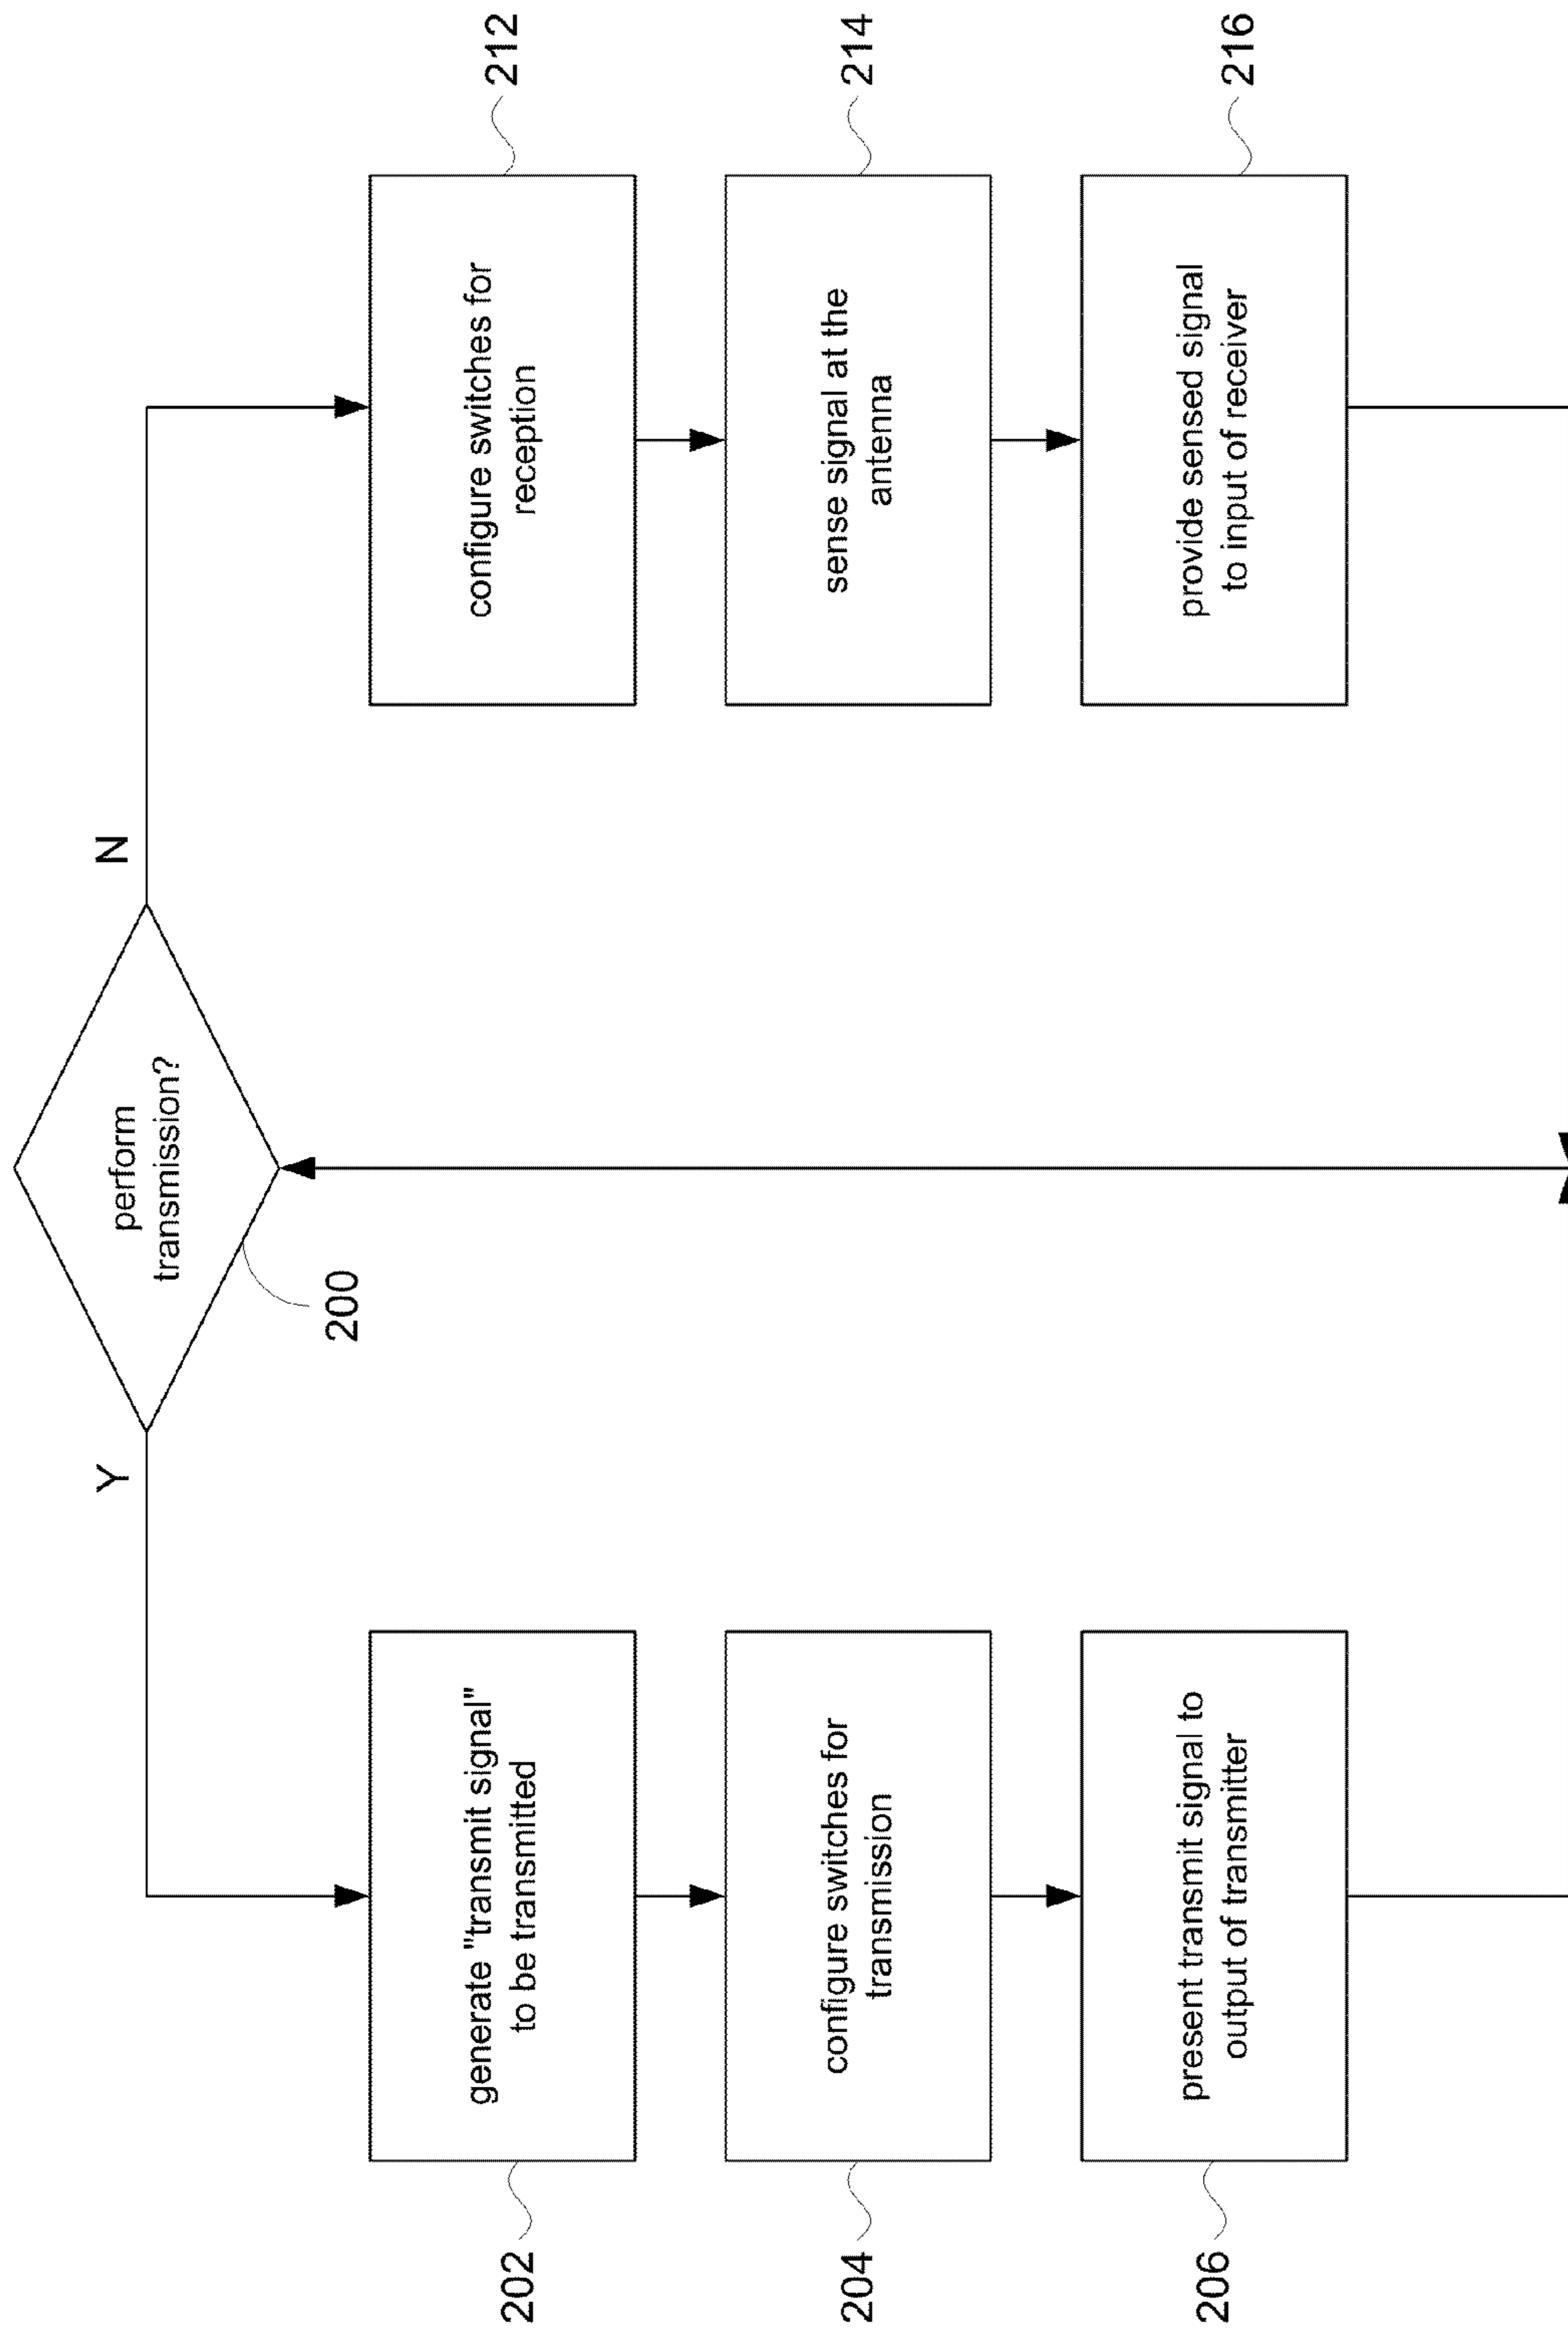 Y
N
perform
transmission?
200
202
generate "transmit signal"
to be transmitted
configure switches for
reception
212
204
configure switches for
transmission
sense signal at the
antenna
214
206
present transmit signal to
output of transmitter
provide sensed signal
to input of receiver
216